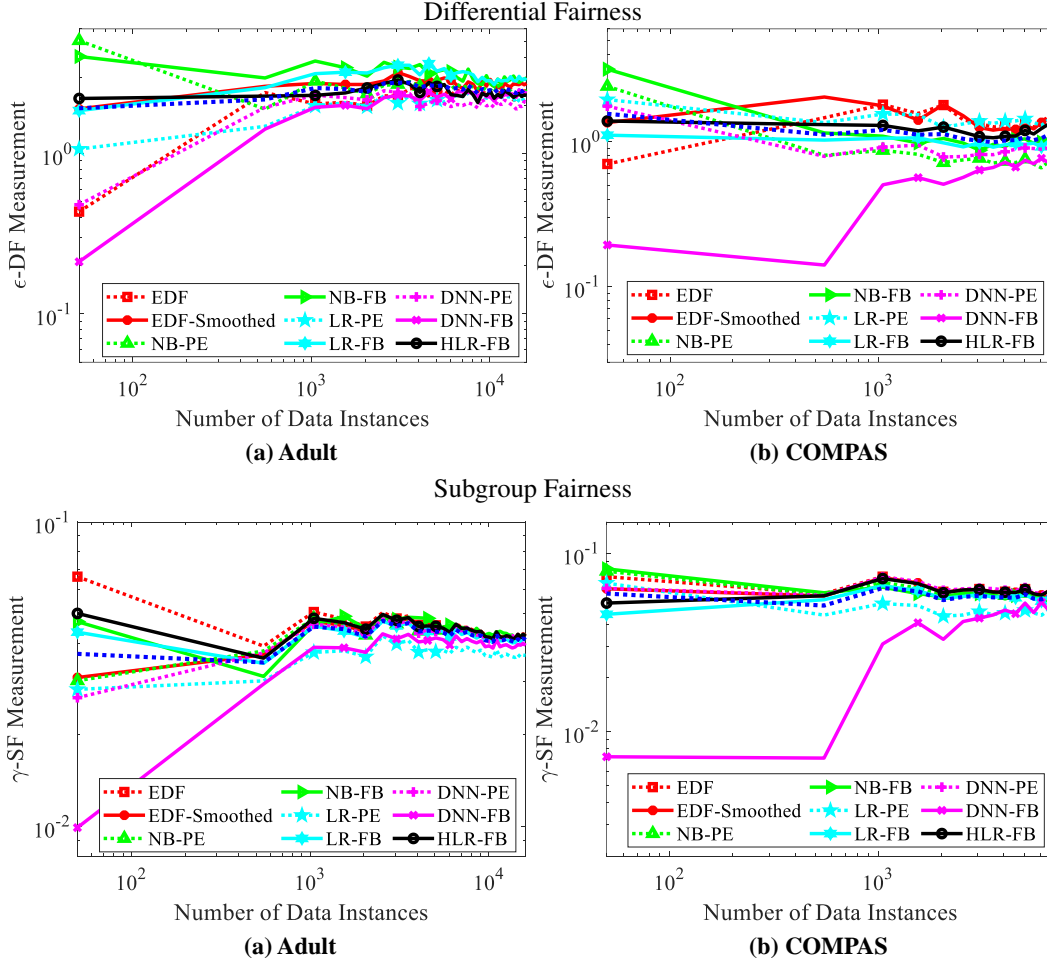 Differential Fairness
ϵ-DF Measurement
10^0
10^-1
EDF
EDF-Smoothed
NB-PE
NB-FB
LR-PE
LR-FB
DNN-PE
DNN-FB
HLR-FB
10^2
10^3
10^4
Number of Data Instances
(a) Adult
ϵ-DF Measurement
10^1
10^0
10^-1
EDF
EDF-Smoothed
NB-PE
NB-FB
LR-PE
LR-FB
DNN-PE
DNN-FB
HLR-FB
10^2
10^3
Number of Data Instances
(b) COMPAS
Subgroup Fairness
γ-SF Measurement
10^-1
10^-2
EDF
EDF-Smoothed
NB-PE
NB-FB
LR-PE
LR-FB
DNN-PE
DNN-FB
HLR-FB
10^2
10^3
10^4
Number of Data Instances
(a) Adult
γ-SF Measurement
10^-1
10^-2
EDF
EDF-Smoothed
NB-PE
NB-FB
LR-PE
LR-FB
DNN-PE
DNN-FB
HLR-FB
10^2
10^3
Number of Data Instances
(b) COMPAS